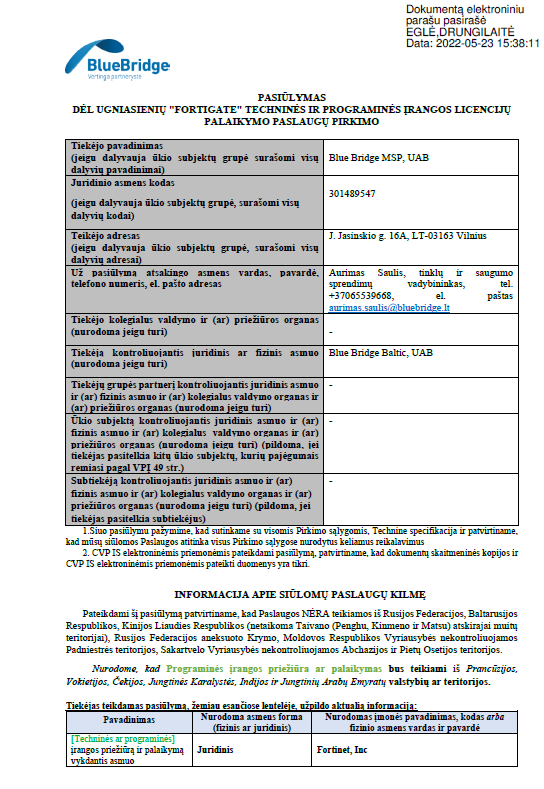 Dokumentą elektroniniu
parašu pasirašė
EGLĖ,DRUNGILAITĖ
Data: 2022-05-23 15:38:11
BlueBridge
Vertinga partnerystė
PASIŪLYMAS
DĖL UGNIASIENIŲ "FORTIGATE" TECHNINĖS IR PROGRAMINĖS ĮRANGOS LICENCIJŲ
PALAIKYMO PASLAUGŲ PIRKIMO
Tiekėjo pavadinimas
(jeigu dalyvauja ūkio subjektų grupė surašomi visų
dalyvių pavadinimai)
Blue Bridge MSP, UAB
Juridinio asmens kodas
(jeigu dalyvauja ūkio subjektų grupė, surašomi visų
dalyvių kodai)
301489547
Teikėjo adresas
(jeigu dalyvauja ūkio subjektų grupė, surašomi visų
dalyvių adresai)
J. Jasinskio g. 16A, LT-03163 Vilnius
Už pasiūlymą atsakingo asmens vardas, pavardė,
telefono numeris, el. pašto adresas
Aurimas Saulis, tinklų ir saugumo
sprendimų vadybininkas, tel.
+37065539668, el. paštas
aurimas.saulis@bluebridge.lt
Tiekėjo kolegialus valdymo ir (ar) priežiūros organas
(nurodoma jeigu turi)
-
Tiekėją kontroliuojantis juridinis ar fizinis asmuo
(nurodoma jeigu turi)
Blue Bridge Baltic, UAB
Tiekėjų grupės partnerį kontroliuojantis juridinis asmuo
ir (ar) fizinis asmuo ir (ar) kolegialus valdymo organas ir
(ar) priežiūros organas (nurodoma jeigu turi)
-
Ūkio subjektą kontroliuojantis juridinis asmuo ir (ar)
fizinis asmuo ir (ar) kolegialus valdymo organas ir (ar)
priežiūros organas (nurodoma jeigu turi) (pildoma, jei
tiekėjas pasitelkia kitų ūkio subjektų, kurių pajėgumais
remiasi pagal VPĮ 49 str.)
-
Subtiekėją kontroliuojantis juridinis asmuo ir (ar)
fizinis asmuo ir (ar) kolegialus valdymo organas ir (ar)
priežiūros organas (nurodoma jeigu turi) (pildoma, jei
tiekėjas pasitelkia subtiekėjus)
-
1.Šiuo pasiūlymu pažymime, kad sutinkame su visomis Pirkimo sąlygomis, Technine specifikacija ir patvirtiname,
kad mūsų siūlomos Paslaugos atitinka visus Pirkimo sąlygose nurodytus keliamus reikalavimus
2. CVP IS elektroninėmis priemonėmis pateikdami pasiūlymą, patvirtiname, kad dokumentų skaitmeninės kopijos ir
CVP IS elektroninėmis priemonėmis pateikti duomenys yra tikri.
INFORMACIJA APIE SIŪLOMŲ PASLAUGŲ KILMĘ
Pateikdami šį pasiūlymą patvirtiname, kad Paslaugos NĖRA teikiamos iš Rusijos Federacijos, Baltarusijos
Respublikos, Kinijos Liaudies Respublikos (netaikoma Taivano (Penghu, Kinmeno ir Matsu) atskirajai muitų
teritorijai), Rusijos Federacijos aneksuoto Krymo, Moldovos Respublikos Vyriausybės nekontroliuojamos
Padniestrės teritorijos, Sakartvelo Vyriausybės nekontroliuojamos Abchazijos ir Pietų Osetijos teritorijos.
Nurodome, kad Programinės įrangos priežiūra ar palaikymas bus teikiami iš Prancūzijos,
Vokietijos, Čekijos, Jungtinės Karalystės, Indijos ir Jungtinių Arabų Emyratų valstybių ar teritorijos.
Tiekėjas teikdamas pasiūlymą, žemiau esančiose lentelėje, užpildo aktualią informaciją:
Pavadinimas
Nurodoma asmens forma
(fizinis ar juridinis)
Nurodomas įmonės pavadinimas, kodas arba
fizinio asmens vardas ir pavardė
[Techninės ar programinės]
įrangos priežiūrą ir palaikymą
vykdantis asmuo
Juridinis
Fortinet, Inc